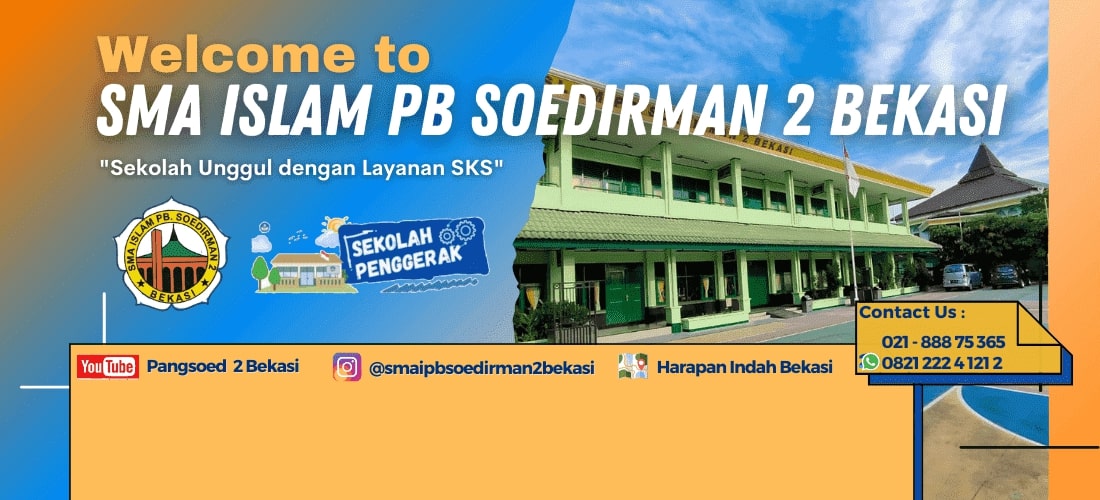 Welcome to
SMA ISLAM PB SOEDIRMAN 2 BEKASI
"Sekolah Unggul dengan Layanan SKS"
SMA ISLAM PB. SOEDIRMAN 2
BEKASI
SEKOLAH
PENGGERAK
2 BEKASI
Contact Us :
021 - 888 75 365
0821 222 4 121 2
YouTube Pangsoed 2 Bekasi
@smaipbsoedirman2bekasi
Harapan Indah Bekasi